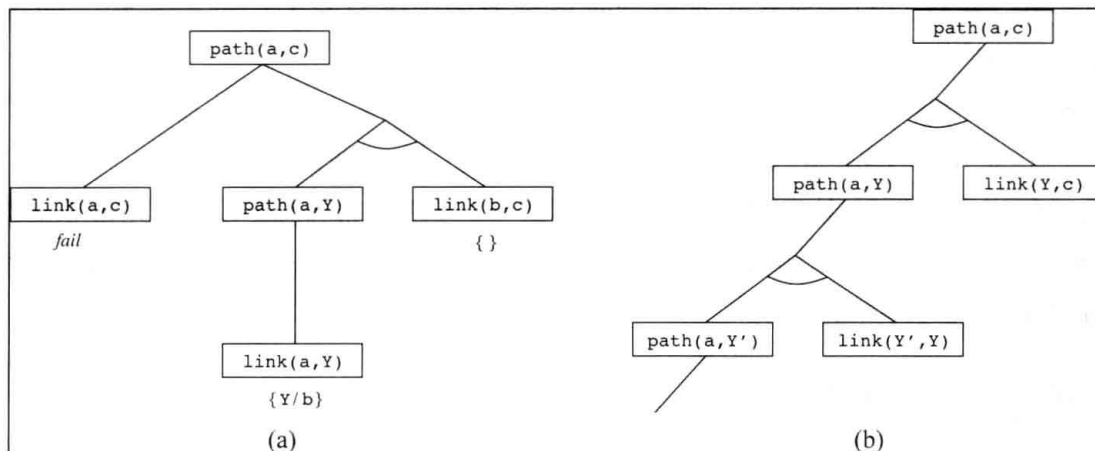 path(a,c)
link(a,c)
path(a,Y)
link(b,c)
fail
{ }
link(a,Y)
{Y/b}
(a)
path(a,c)
path(a,Y)
link(Y,c)
path(a,Y')
link(Y',Y)
(b)